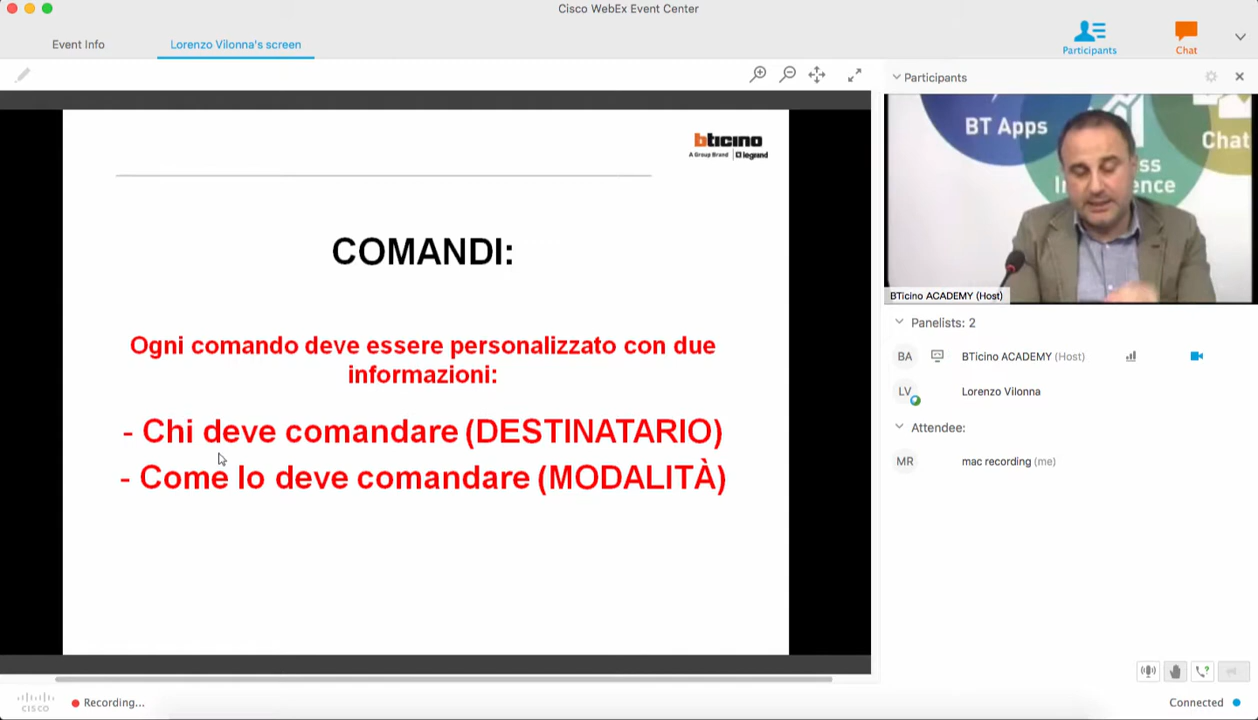 Cisco WebEx Event Center
Event Info
Lorenzo Vilonna's screen
Participants
Chat
Participants
bticino
A Group Brand legrand
COMANDI:
Ogni comando deve essere personalizzato con due
informazioni:
- Chi deve comandare (DESTINATARIO)
- Come lo deve comandare (MODALITÀ)
BT Apps
Chat
ss
ence
BTicino ACADEMY (Host)
Panelists: 2
BA
BTicino ACADEMY (Host)
LV
Lorenzo Vilonna
Attendee:
MR
mac recording (me)
CISCO
Recording...
Connected